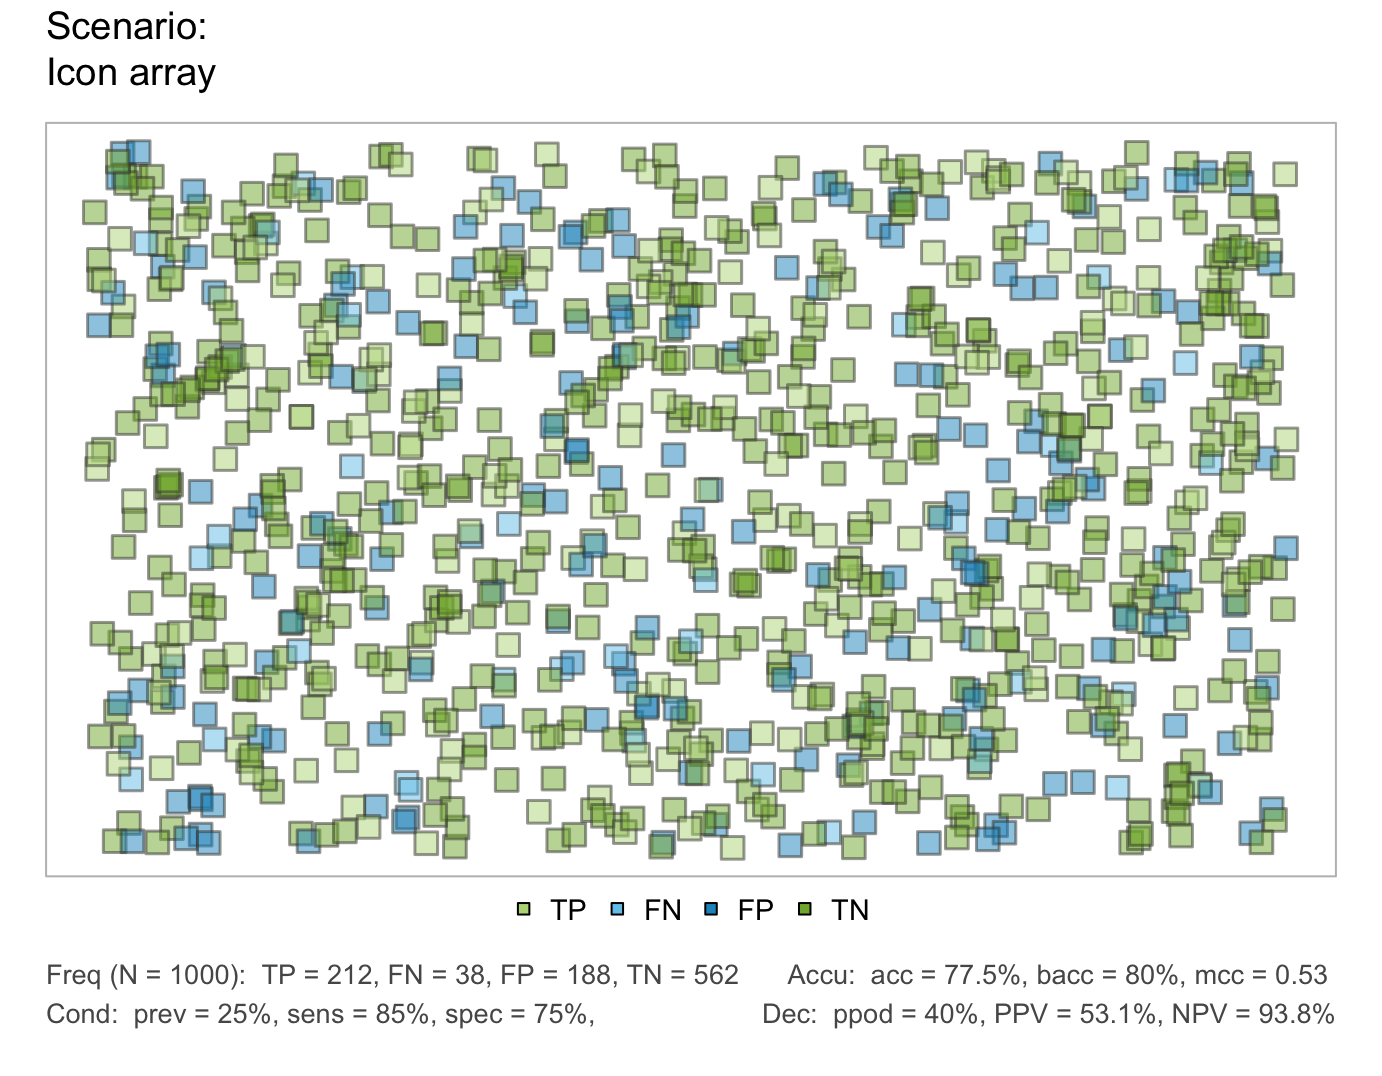 Scenario:
Icon array
TP FN FP TN
Freq (N = 1000):  TP = 212, FN = 38, FP = 188, TN = 562 Accu:  acc = 77.5%, bacc = 80%, mcc = 0.53
Cond:  prev = 25%, sens = 85%, spec = 75%, Dec:  ppod = 40%, PPV = 53.1%, NPV = 93.8%